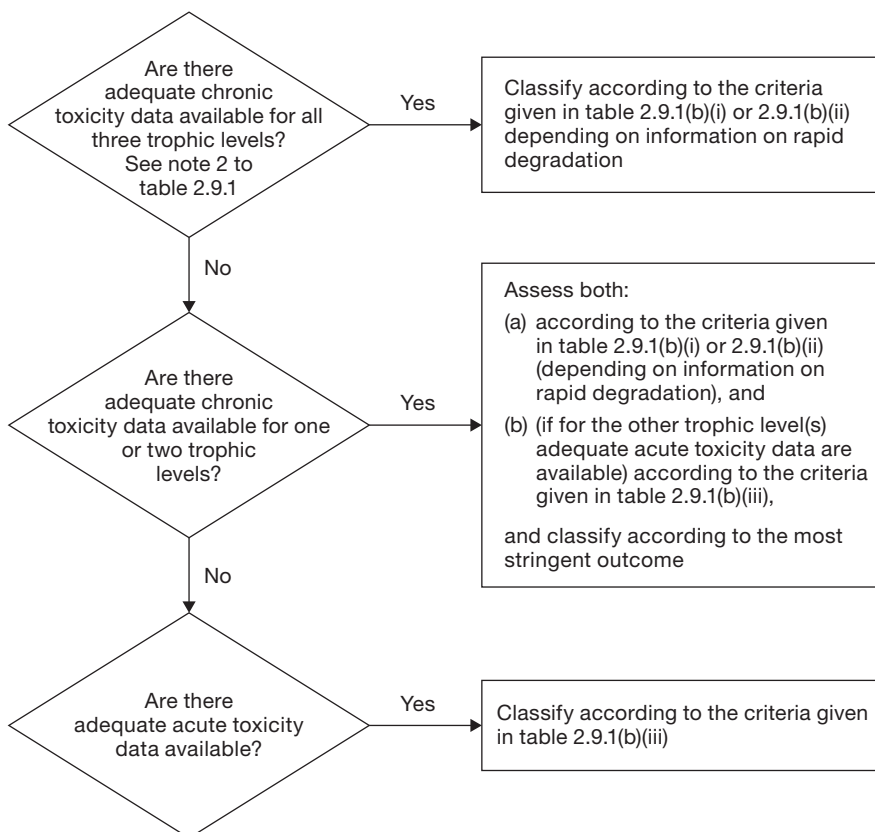 Are there
adequate chronic
toxicity data available for all
three trophic levels?
See note 2 to
table 2.9.1
Yes
Classify according to the criteria
given in table 2.9.1(b)(i) or 2.9.1(b)(ii)
depending on information on rapid
degradation
No
Are there
adequate chronic
toxicity data available for one
or two trophic
levels?
Yes
Assess both:
(a) according to the criteria given
in table 2.9.1(b)(i) or 2.9.1(b)(ii)
(depending on information on
rapid degradation), and
(b) (if for the other trophic level(s)
adequate acute toxicity data are
available) according to the criteria
given in table 2.9.1(b)(iii),
and classify according to the most
stringent outcome
No
Are there
adequate acute toxicity
data available?
Yes
Classify according to the criteria given
in table 2.9.1(b)(iii)